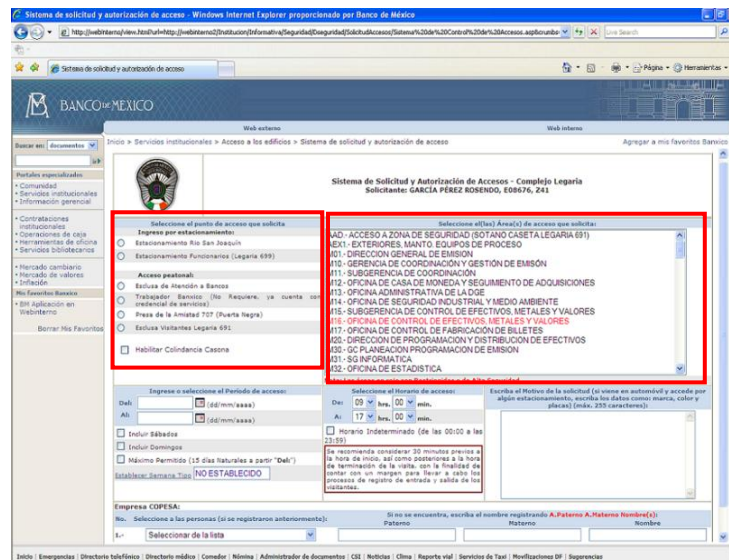 Sistema de solicitud y autorización de acceso - Windows Internet Explorer proporcionado por Banco de México
Live Search
Sistema de solicitud y autorización de acceso
Página
Herramientas
BANCO DE MEXICO
Web externo
Web interno
Buscar en: documentos
Inicio > Servicios institucionales > Acceso a los edificios > Sistema de solicitud y autorización de acceso
Agregar a mis favoritos Banxico
Portales especializados
Comunidad
Servicios institucionales
Información gerencial
Contrataciones institucionales
Operaciones de caja
Herramientas de oficina
Servicios bibliotecarios
Mercado cambiario
Mercado de valores
Inflación
Mis favoritos Banxico
BM Aplicación en Webinterno
Borrar Mis Favoritos
Sistema de Solicitud y Autorización de Accesos - Complejo Legaria
Solicitante: GARCÍA PÉREZ ROSENDO, E08676, Z41
Seleccione el punto de acceso que solicita
Ingreso por estacionamiento:
Estacionamiento Rio San Joaquín
Estacionamiento Funcionarios (Legaria 699)
Acceso peatonal:
Esclusa de Atención a Bancos
Trabajador Banxico (No Requiere, ya cuenta con credencial de servicios)
Presa de la Amistad 707 (Puerta Negra)
Esclusa Visitantes Legaria 691
Habilitar Colindancia Casona
Seleccione el(las) Área(s) de acceso que solicita:
AAD.- ACCESO A ZONA DE SEGURIDAD (SOTANO CASETA LEGARIA 691)
AEX1.- EXTERIORES, MANTO. EQUIPOS DE PROCESO
M01.- DIRECCION GENERAL DE EMISION
M10.- GERENCIA DE COORDINACIÓN Y GESTIÓN DE EMISÓN
M11.- SUBGERENCIA DE COORDINACIÓN
M12.- OFICINA DE CASA DE MONEDA Y SEGUIMIENTO DE ADQUISICIONES
M13.- OFICINA ADMINISTRATIVA DE LA DGE
M14.- OFICINA DE SEGURIDAD INDUSTRIAL Y MEDIO AMBIENTE
M15.- SUBGERENCIA DE CONTROL DE EFECTIVOS, METALES Y VALORES
M16.- OFICINA DE CONTROL DE EFECTIVOS, METALES Y VALORES
M17.- OFICINA DE CONTROL DE FABRICACIÓN DE BILLETES
M20.- DIRECCION DE PROGRAMACION Y DISTRIBUCION DE EFECTIVOS
M30.- GC PLANEACION PROGRAMACION DE EMISION
M31.- SG INFORMATICA
M32.- OFICINA DE ESTADISTICA
Ingrese o seleccione el Período de acceso:
Del: (dd/mm/aaaa)
Al: (dd/mm/aaaa)
Incluir Sábados
Incluir Domingos
Máximo Permitido (15 días Naturales a partir "Del:")
Establecer Semana Tipo NO ESTABLECIDO
Seleccione el Horario de acceso:
De: 09 hrs. 00 min.
A: 17 hrs. 00 min.
Horario Indeterminado (de las 00:00 a las 23:59)
Se recomienda considerar 30 minutos previos a la hora de inicio, así como posteriores a la hora de terminación de la visita, con la finalidad de contar con un margen para llevar a cabo los procesos de registro de entrada y salida de los visitantes.
Escriba el Motivo de la solicitud (si viene en automóvil y accede por algún estacionamiento, escriba los datos como: marca, color y placas) (máx. 255 caracteres):
Empresa COPESA:
No. Seleccione a las personas (si se registraron anteriormente):
Si no se encuentra, escriba el nombre registrando A.Paterno A.Materno Nombre(s):
Paterno Materno Nombre
1.- Seleccionar de la lista
Inicio | Emergencias | Directorio telefónico | Directorio médico | Comedor | Nómina | Administrador de documentos | CSI | Noticias | Clima | Reporte vial | Servicios de Taxi | Movilizaciones DF | Sugerencias